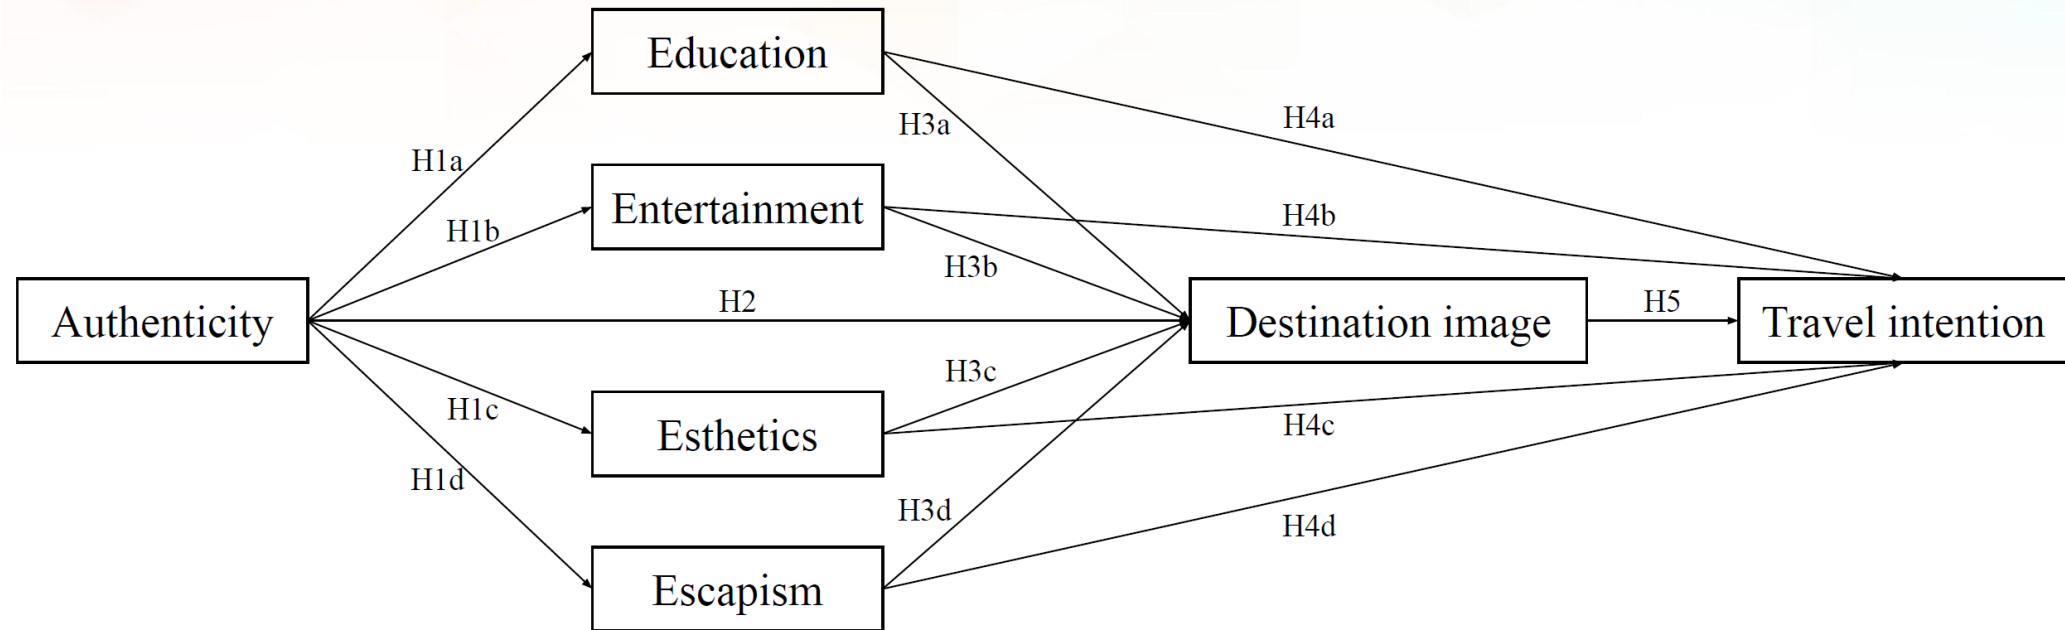 Education
H4a
H3a
H1a
Entertainment
H4b
H1b
H3b
Authenticity
H2
Destination image
H5
Travel intention
H3c
H1c
Esthetics
H4c
H1d
H3d
H4d
Escapism